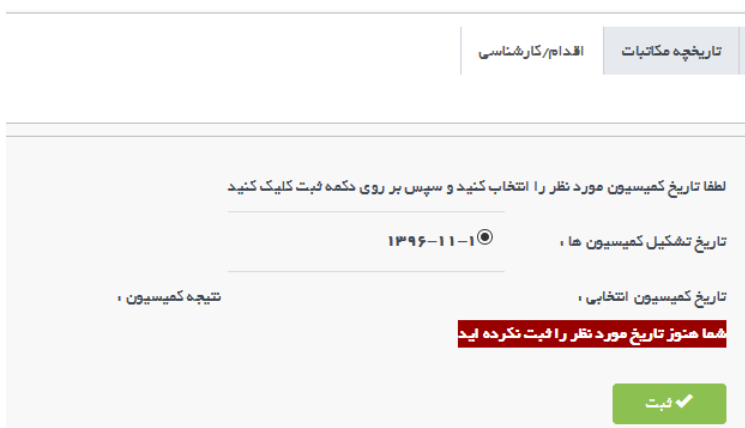 تاریخچه مکاتبات
اقدام/کارشناسی
لطفا تاریخ کمیسیون مورد نظر را انتخاب کنید و سپس بر روی دکمه ثبت کلیک کنید
تاریخ تشکیل کمیسیون ها : ۱۳۹۶-۱۱-۱
تاریخ کمیسیون انتخابی : نتیجه کمیسیون :
شما هنوز تاریخ مورد نظر را ثبت نکرده اید
ثبت